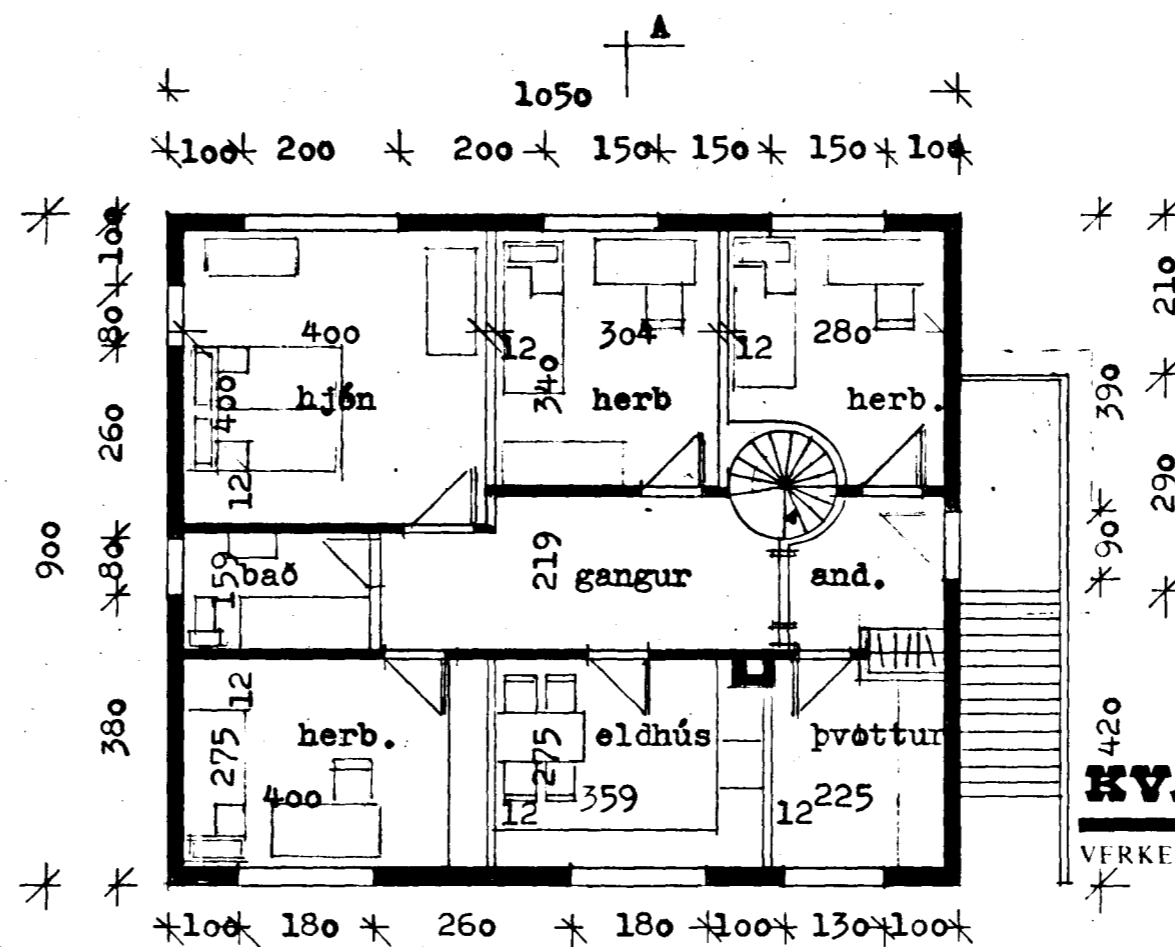 A
1050
100 200 200 150 150 150 100
100
80
260
80
380
900
210
390
290
90
420
400 12 304 12 280
400 hjón 340 herb herb.
12
159 bað 219 gangur and.
12
275 herb. 275 eldhús þvottur
400 12 359 12 225
KV
VERKE
100 180 260 180 100 130 100